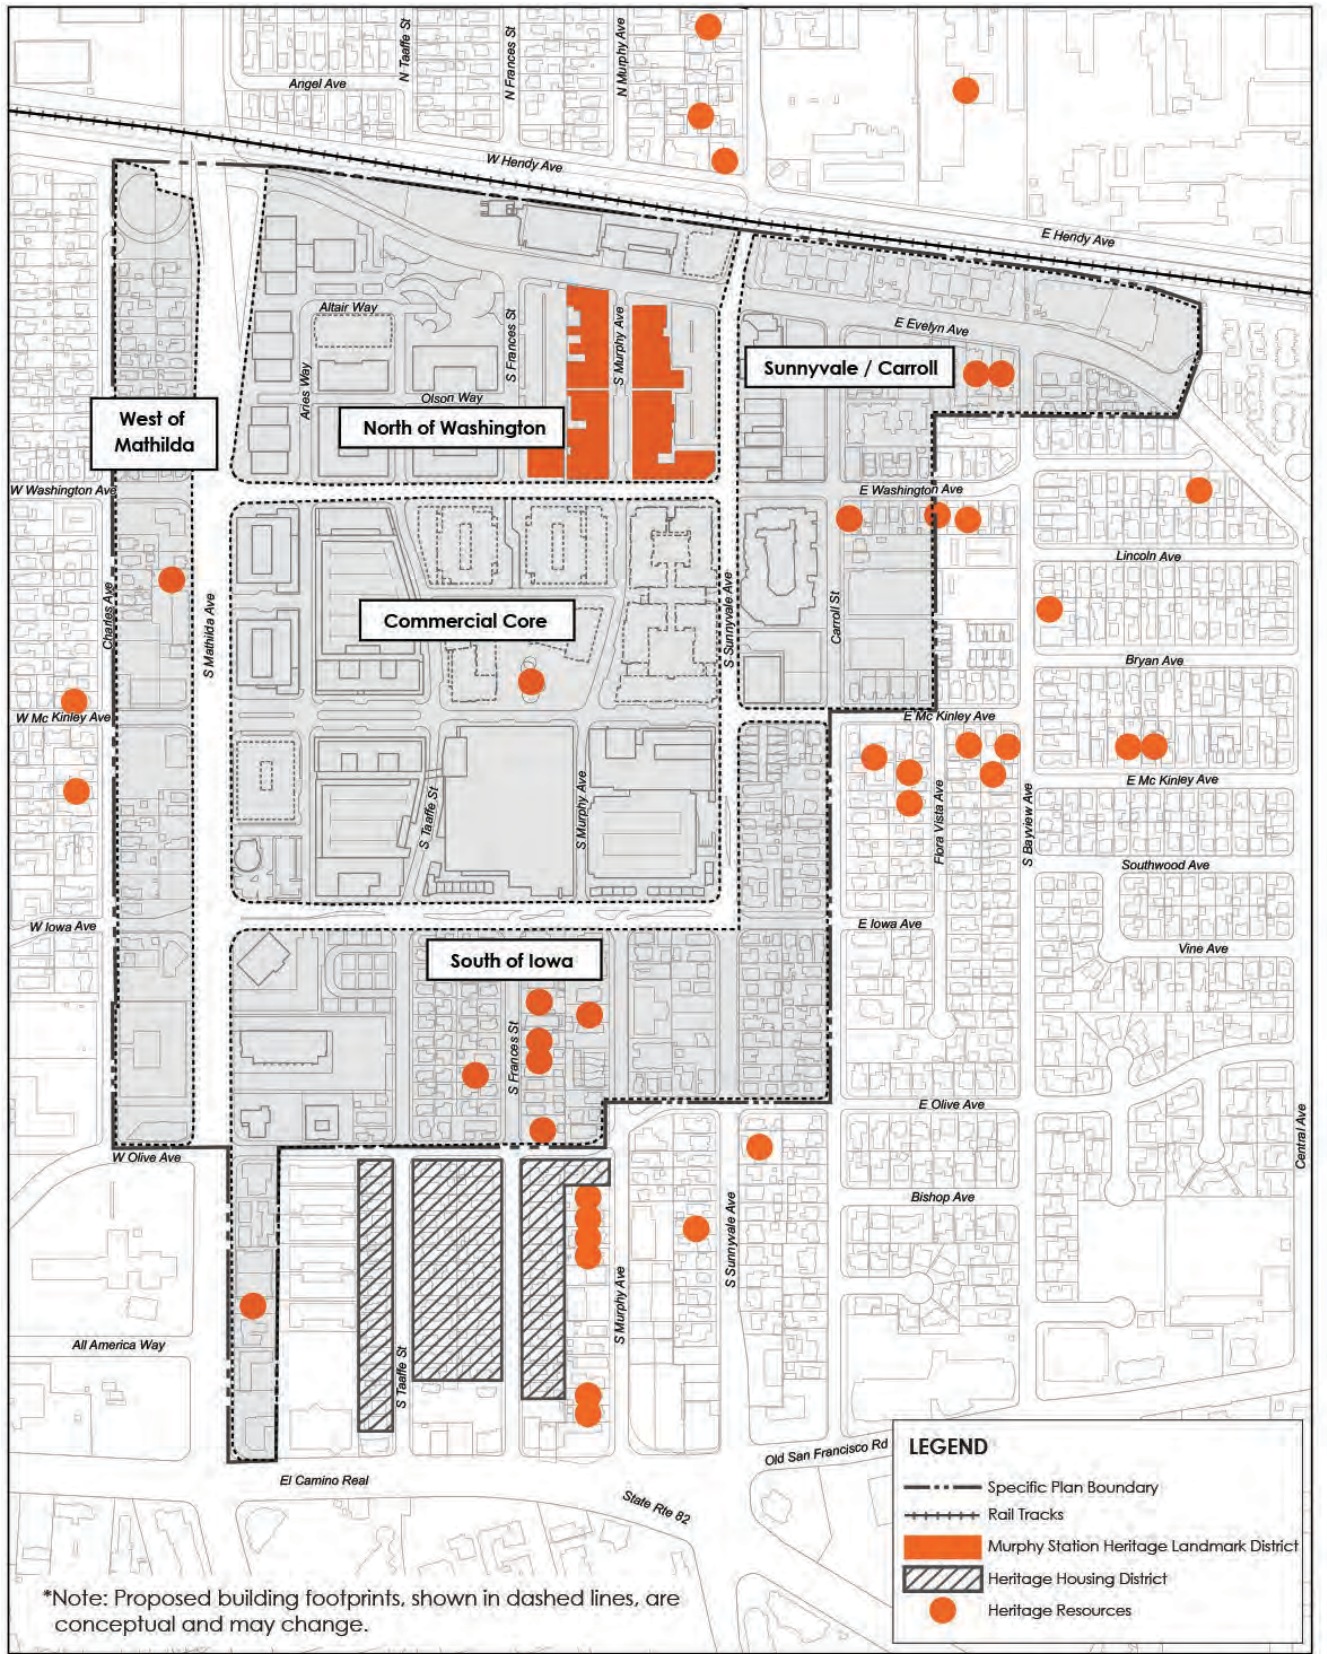 N Taaffe St
N Frances St
N Murphy Ave
Angel Ave
W Hendy Ave
E Hendy Ave
Altair Way
S Frances St
S Murphy Ave
E Evelyn Ave
Aries Way
Sunnyvale / Carroll
Olson Way
West of
Mathilda
North of Washington
W Washington Ave
E Washington Ave
Lincoln Ave
Charles Ave
S Mathilda Ave
Commercial Core
S Sunnyvale Ave
Carroll St
Bryan Ave
W Mc Kinley Ave
E Mc Kinley Ave
E Mc Kinley Ave
S Taaffe St
S Murphy Ave
Flora Vista Ave
S Bayview Ave
Southwood Ave
W Iowa Ave
E Iowa Ave
Vine Ave
South of Iowa
S Frances St
E Olive Ave
Central Ave
W Olive Ave
Bishop Ave
S Sunnyvale Ave
S Murphy Ave
All America Way
S Taaffe St
El Camino Real
State Rte 82
Old San Francisco Rd
LEGEND
Specific Plan Boundary
Rail Tracks
Murphy Station Heritage Landmark District
Heritage Housing District
Heritage Resources
*Note: Proposed building footprints, shown in dashed lines, are
conceptual and may change.